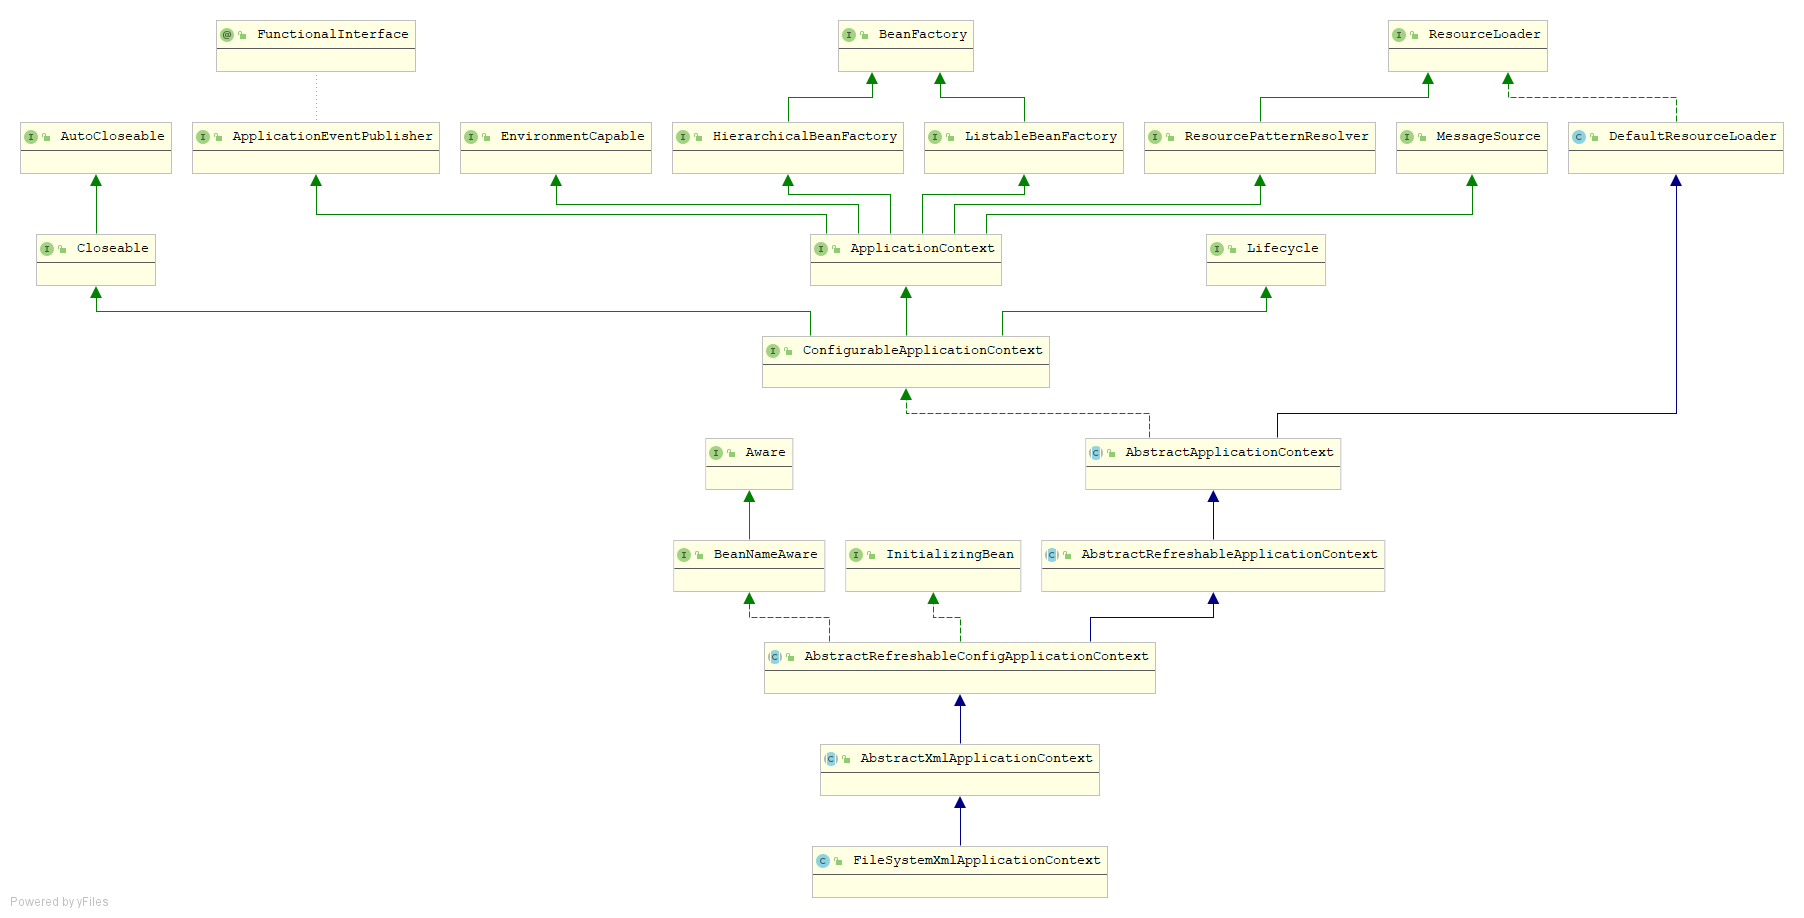 FunctionalInterface
BeanFactory
ResourceLoader
AutoCloseable
ApplicationEventPublisher
EnvironmentCapable
HierarchicalBeanFactory
ListableBeanFactory
ResourcePatternResolver
MessageSource
DefaultResourceLoader
Closeable
ApplicationContext
Lifecycle
ConfigurableApplicationContext
Aware
AbstractApplicationContext
BeanNameAware
InitializingBean
AbstractRefreshableApplicationContext
AbstractRefreshableConfigApplicationContext
AbstractXmlApplicationContext
FileSystemXmlApplicationContext
Powered by yFiles